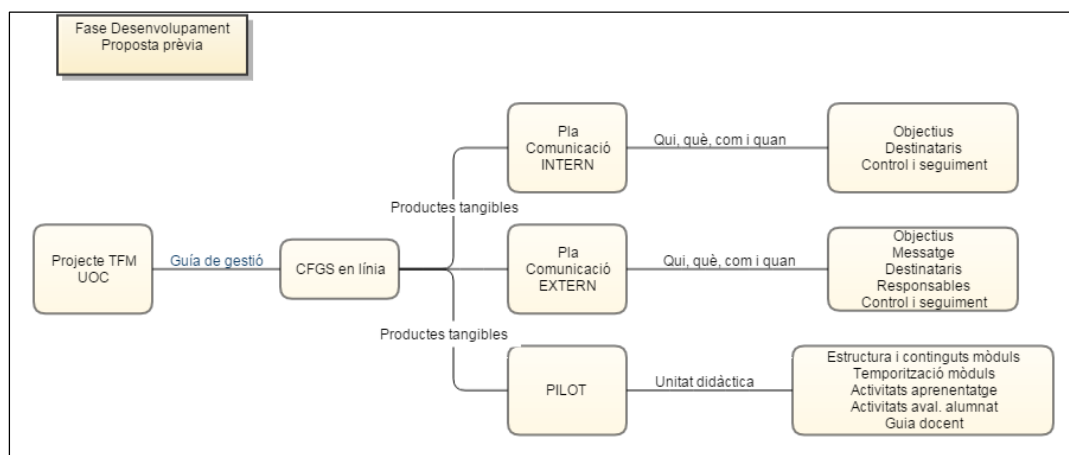 Fase Desenvolupament
Proposta prèvia
Projecte TFM
UOC
Guía de gestió
CFGS en línia
Productes tangibles
Productes tangibles
Pla
Comunicació
INTERN
Qui, què, com i quan
Objectius
Destinataris
Control i seguiment
Pla
Comunicació
EXTERN
Qui, què, com i quan
Objectius
Messatge
Destinataris
Responsables
Control i seguiment
PILOT
Unitat didàctica
Estructura i continguts mòduls
Temporització mòduls
Activitats aprenentatge
Activitats aval. alumnat
Guia docent